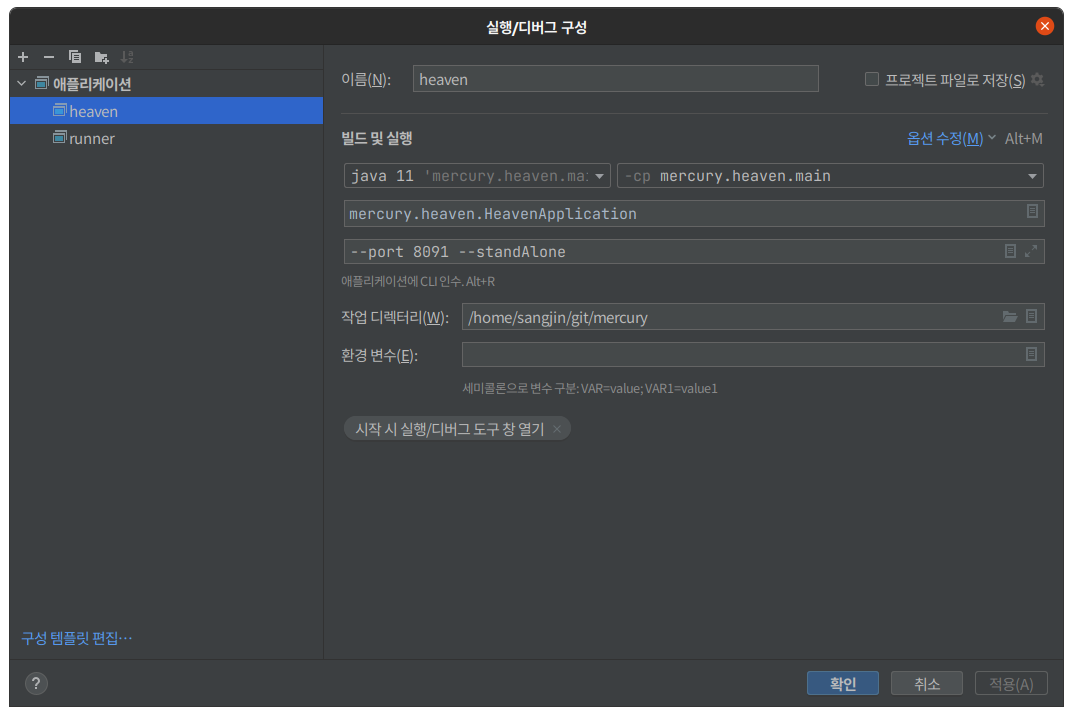 실행/디버그 구성
애플리케이션
heaven
runner
구성 템플릿 편집...
이름(N): heaven 프로젝트 파일로 저장(S)
빌드 및 실행 옵션 수정(M) Alt+M
java 11 'mercury.heaven.ma -cp mercury.heaven.main
mercury.heaven.HeavenApplication
--port 8091 --standAlone
애플리케이션에 CLI 인수. Alt+R
작업 디렉터리(W): /home/sangjin/git/mercury
환경 변수(E):
세미콜론으로 변수 구분: VAR=value; VAR1=value1
시작 시 실행/디버그 도구 창 열기
? 확인 취소 적용(A)